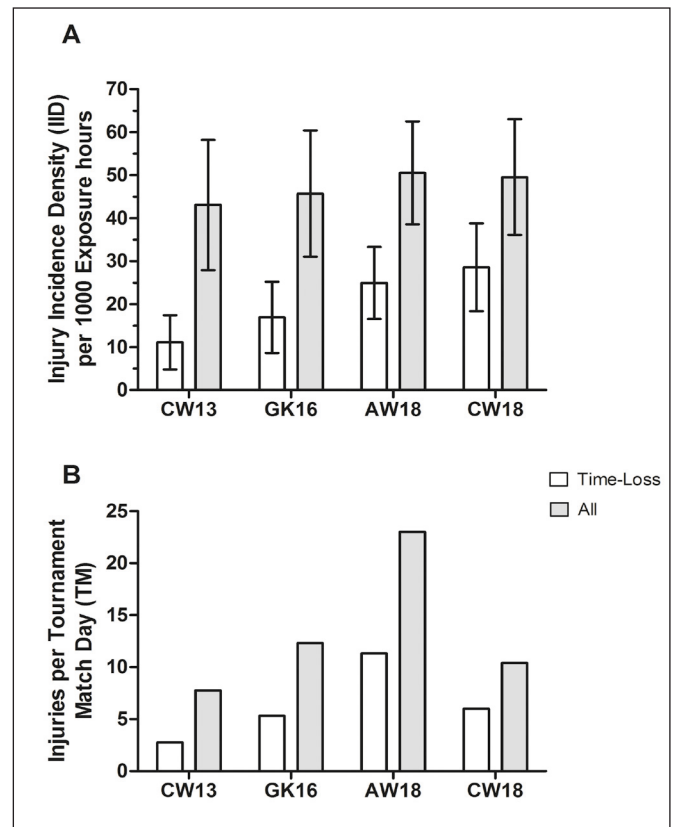 A
Injury Incidence Density (IID)
per 1000 Exposure hours
70
60
50
40
30
20
10
0
CW13 GK16 AW18 CW18
B
Time-Loss
All
Injuries per Tournament
Match Day (TM)
25
20
15
10
5
0
CW13 GK16 AW18 CW18